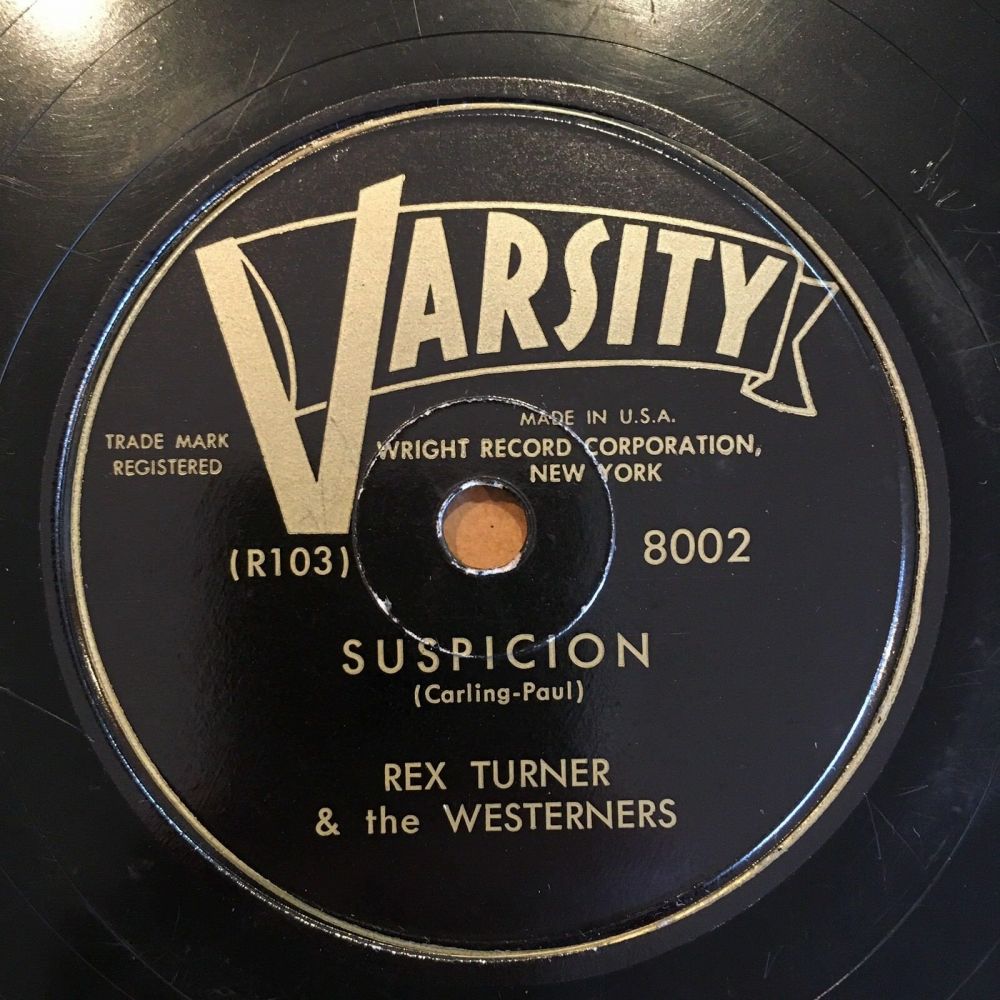 VARSITY
MADE IN U.S.A.
TRADE MARK
REGISTERED
WRIGHT RECORD CORPORATION,
NEW YORK
(R103)
8002
SUSPICION
(Carling-Paul)
REX TURNER
& the WESTERNERS